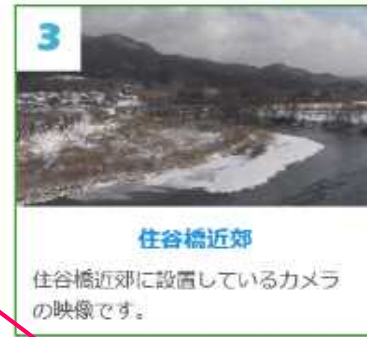 3
住谷橋近郊
住谷橋近郊に設置しているカメラ
の映像です。